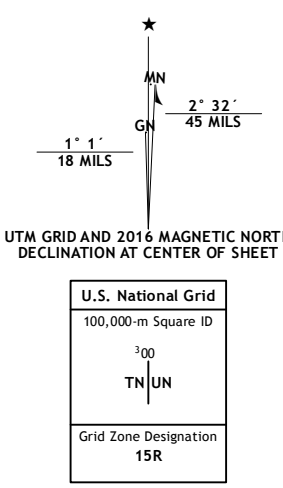 ★
MN
GN
2° 32´
45 MILS
1° 1´
18 MILS
UTM GRID AND 2016 MAGNETIC NORT
DECLINATION AT CENTER OF SHEET
U.S. National Grid
100,000-m Square ID
³00
TN UN
Grid Zone Designation
15R